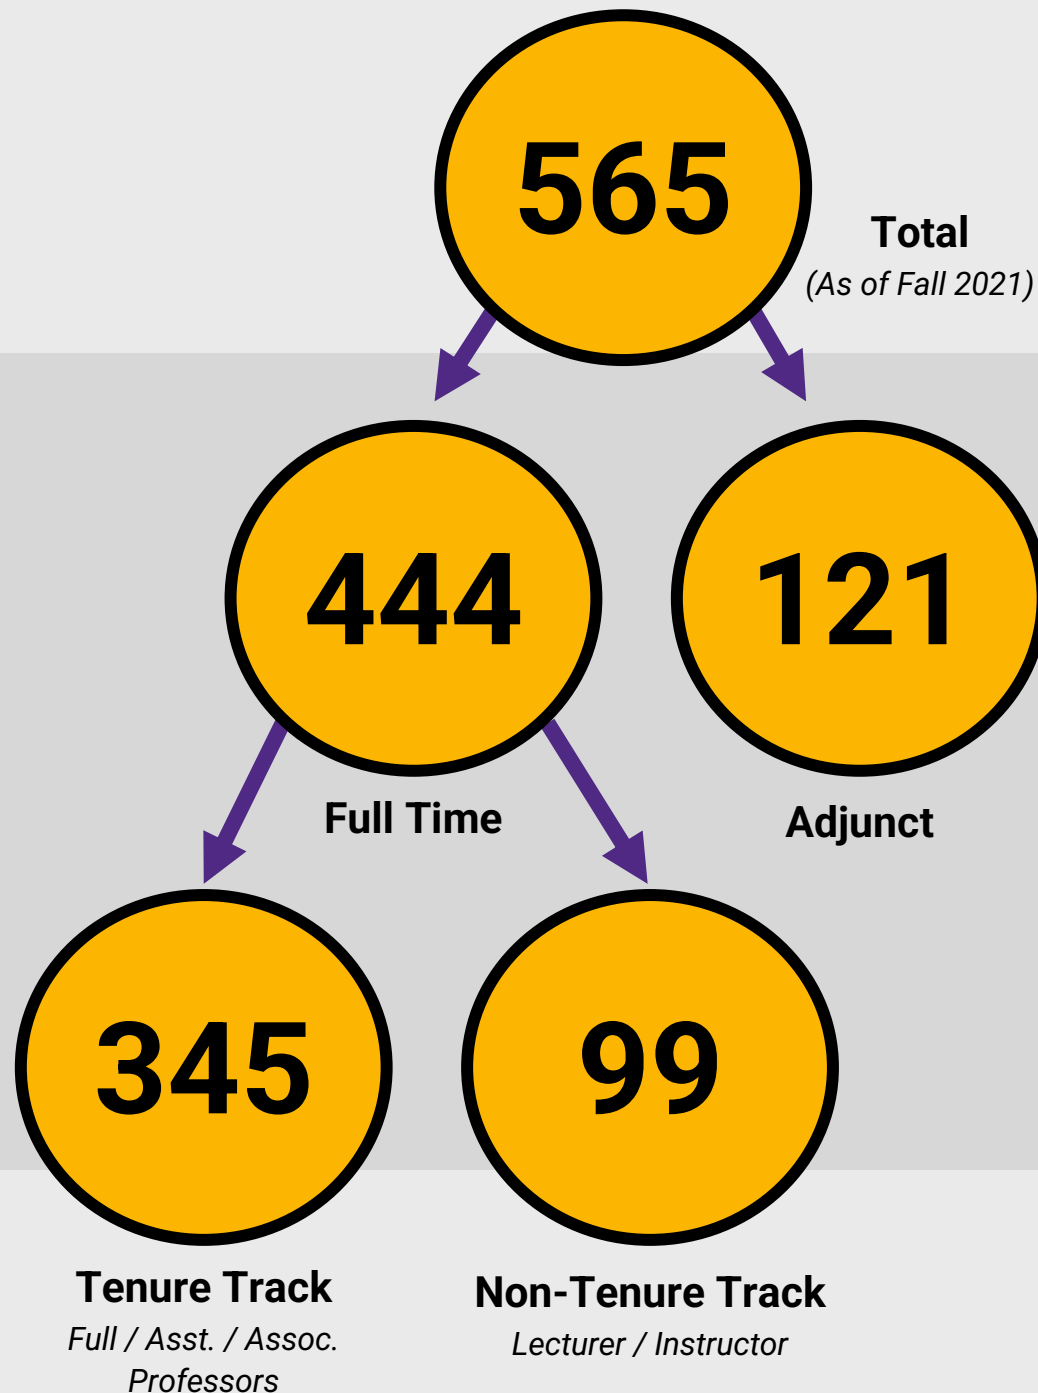 565
Total
(As of Fall 2021)
444
121
Full Time
Adjunct
345
99
Tenure Track
Full / Asst. / Assoc.
Professors
Non-Tenure Track
Lecturer / Instructor